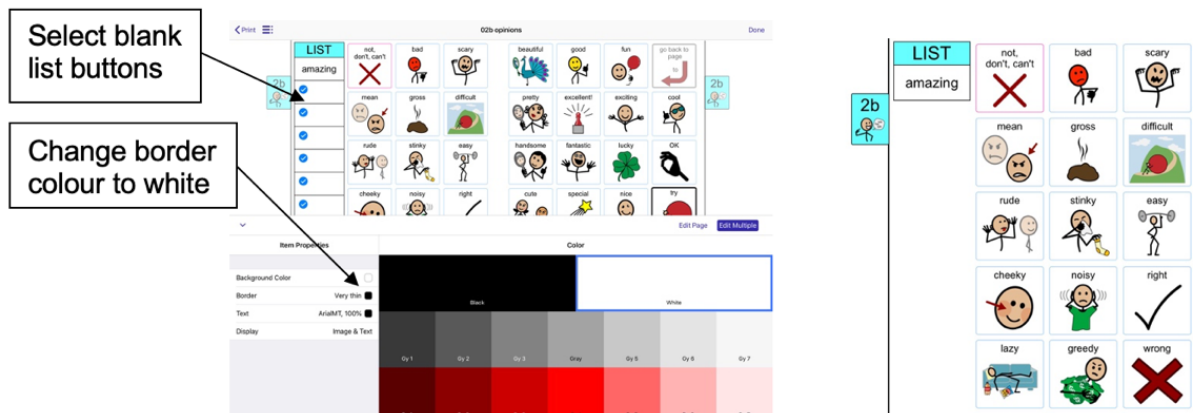 Select blank
list buttons
Change border
colour to white
Print
02b opinions
Done
LIST
amazing
2b
not,
don't, can't
bad
scary
beautiful
good
fun
go back to
page
to
2b
mean
gross
difficult
pretty
excellent!
exciting
cool
rude
stinky
easy
handsome
fantastic
lucky
OK
cheeky
noisy
right
cute
special
nice
try
Edit Page
Edit Multiple
Item Properties
Color
Background Color
Border
Very thin
Text
ArialMT, 100%
Display
Image & Text
Black
White
Gy 1
Gy 2
Gy 3
Gray
Gy 5
Gy 6
Gy 7
LIST
amazing
2b
not,
don't, can't
bad
scary
mean
gross
difficult
rude
stinky
easy
cheeky
noisy
right
lazy
greedy
wrong